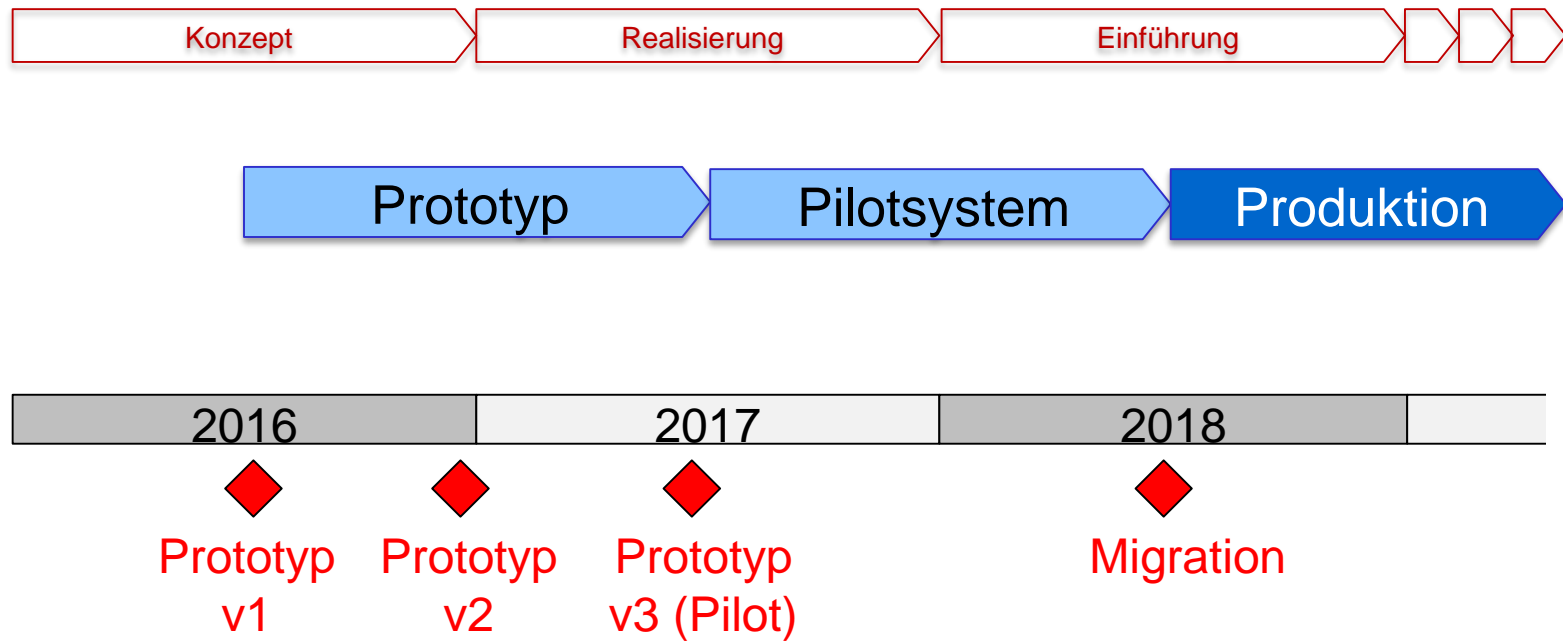 Konzept
Realisierung
Einführung
Prototyp
Pilotsystem
Produktion
2016
2017
2018
Prototyp
v1
Prototyp
v2
Prototyp
v3 (Pilot)
Migration